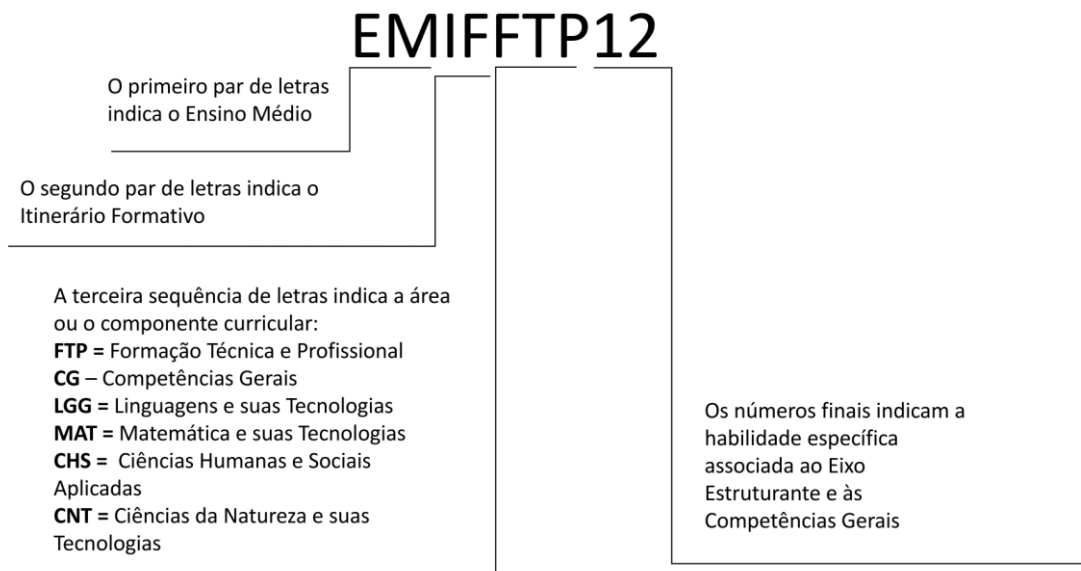 EMIFFTP12
O primeiro par de letras
indica o Ensino Médio
O segundo par de letras indica o
Itinerário Formativo
A terceira sequência de letras indica a área
ou o componente curricular:
FTP = Formação Técnica e Profissional
CG – Competências Gerais
LGG = Linguagens e suas Tecnologias
MAT = Matemática e suas Tecnologias
CHS = Ciências Humanas e Sociais
Aplicadas
CNT = Ciências da Natureza e suas
Tecnologias
Os números finais indicam a
habilidade específica
associada ao Eixo
Estruturante e às
Competências Gerais